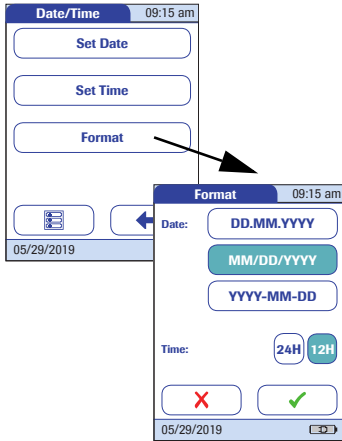 Date/Time 09:15 am
Set Date
Set Time
Format
05/29/2019
Format 09:15 am
Date: DD.MM.YYYY
MM/DD/YYYY
YYYY-MM-DD
Time: 24H 12H
05/29/2019